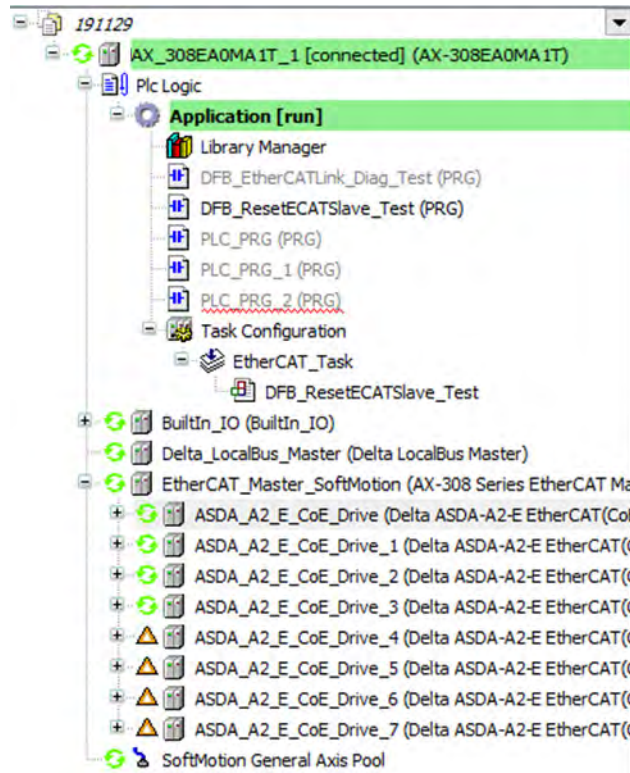 191129
AX_308EA0MA1T_1 [connected] (AX-308EA0MA1T)
Plc Logic
Application [run]
Library Manager
DFB_EtherCATLink_Diag_Test (PRG)
DFB_ResetECATSlave_Test (PRG)
PLC_PRG (PRG)
PLC_PRG_1 (PRG)
PLC_PRG_2 (PRG)
Task Configuration
EtherCAT_Task
DFB_ResetECATSlave_Test
BuiltIn_IO (BuiltIn_IO)
Delta_LocalBus_Master (Delta LocalBus Master)
EtherCAT_Master_SoftMotion (AX-308 Series EtherCAT Ma
ASDA_A2_E_CoE_Drive (Delta ASDA-A2-E EtherCAT(CoE
ASDA_A2_E_CoE_Drive_1 (Delta ASDA-A2-E EtherCAT(C
ASDA_A2_E_CoE_Drive_2 (Delta ASDA-A2-E EtherCAT(C
ASDA_A2_E_CoE_Drive_3 (Delta ASDA-A2-E EtherCAT(C
ASDA_A2_E_CoE_Drive_4 (Delta ASDA-A2-E EtherCAT(C
ASDA_A2_E_CoE_Drive_5 (Delta ASDA-A2-E EtherCAT(C
ASDA_A2_E_CoE_Drive_6 (Delta ASDA-A2-E EtherCAT(C
ASDA_A2_E_CoE_Drive_7 (Delta ASDA-A2-E EtherCAT(C
SoftMotion General Axis Pool